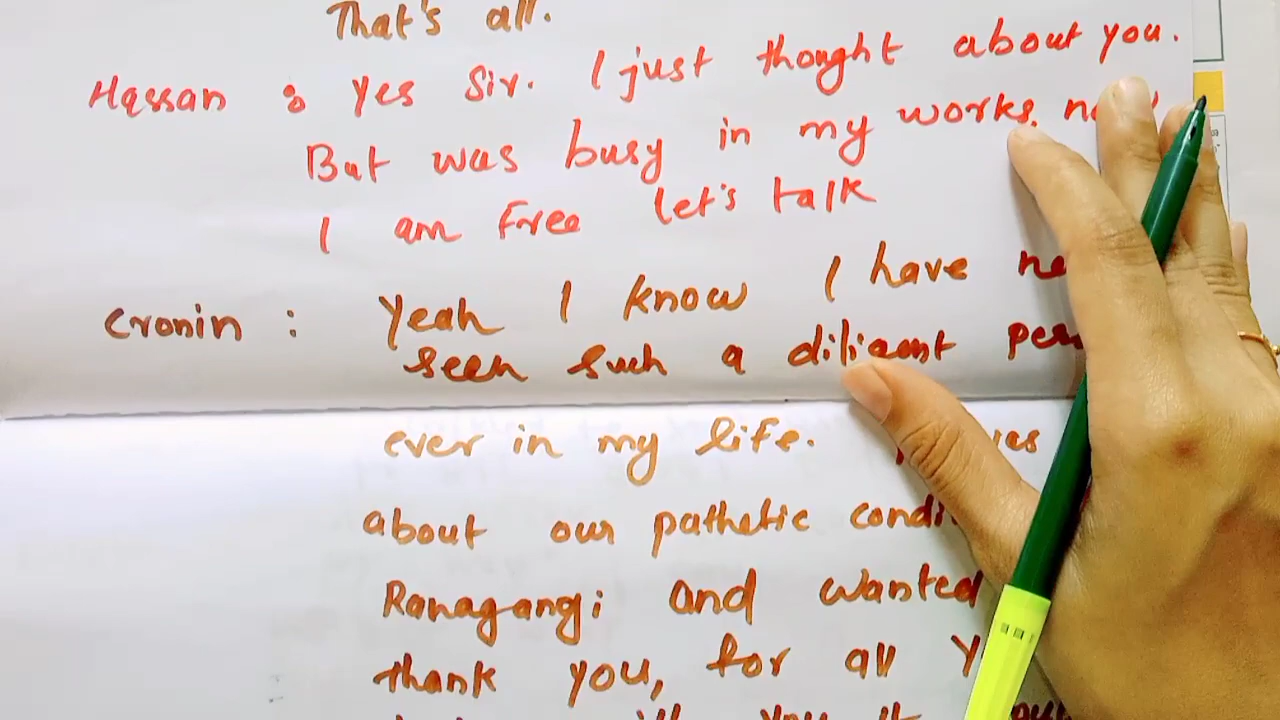 That's all.
Hassan : Yes Sir. I just thought about you.
But was busy in my works.
I am Free let's talk
Cronin : Yeah I know I have
seen such a diligent
ever in my life.
about our pathetic
Ranagangi and wanted
thank you, for all